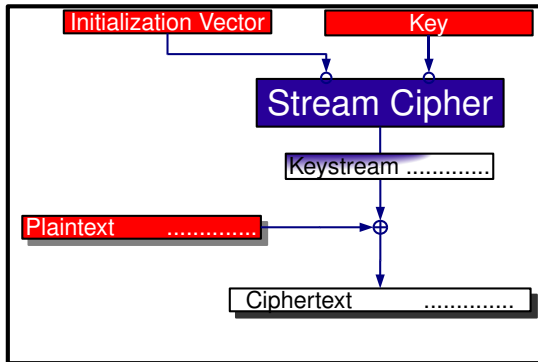 Initialization Vector
Key
Stream Cipher
Keystream .............
Plaintext ..............
Ciphertext ..............